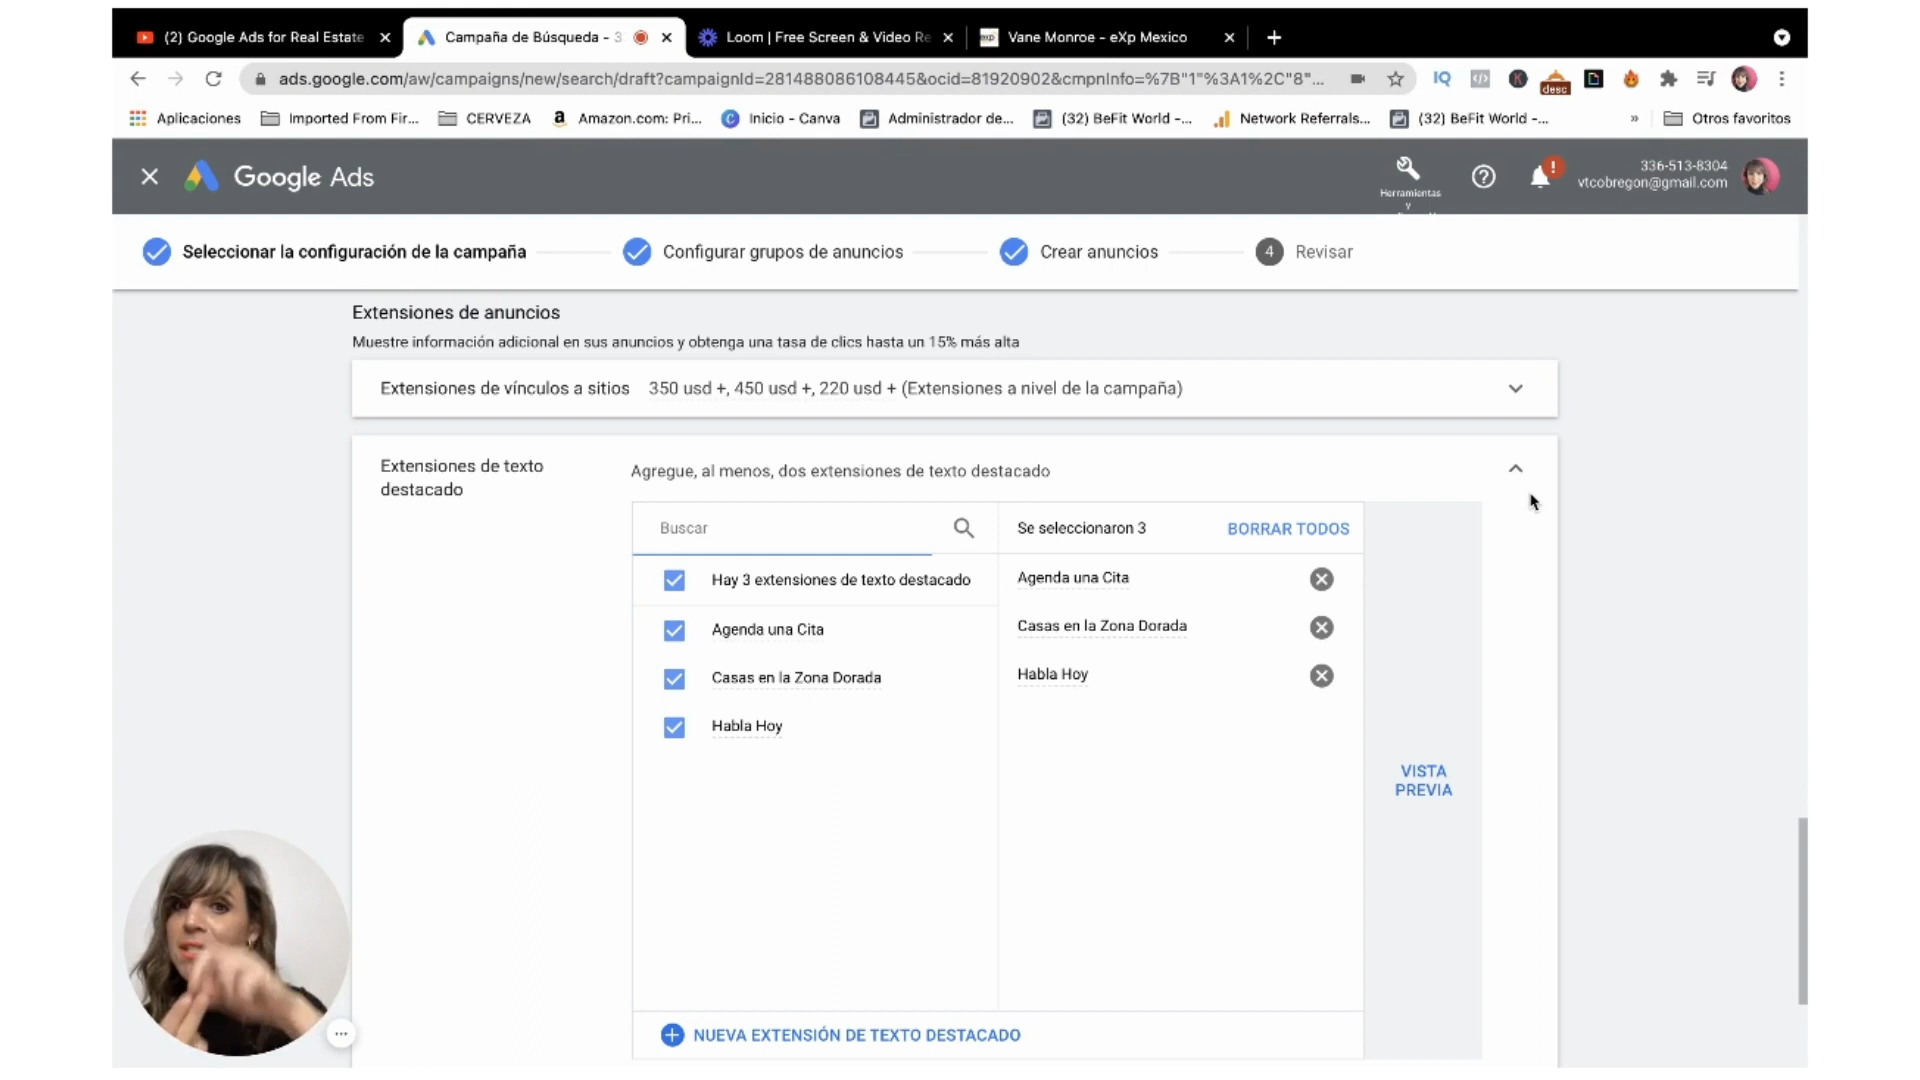 (2) Google Ads for Real Estate
Campaña de Búsqueda - 3
Loom | Free Screen & Video Re
Vane Monroe - eXp Mexico
ads.google.com/aw/campaigns/new/search/draft?campaignId=281488086108445&ocid=81920902&cmpnInfo=%7B"1"%3A1%2C"8"...
IQ
desc
Aplicaciones
Imported From Fir...
CERVEZA
Amazon.com: Pri...
Inicio - Canva
Administrador de...
(32) BeFit World -...
Network Referrals...
(32) BeFit World -...
»
Otros favoritos
Google Ads
Herramientas
y
336-513-8304
vtcobregon@gmail.com
Seleccionar la configuración de la campaña
Configurar grupos de anuncios
Crear anuncios
4 Revisar
Extensiones de anuncios
Muestre información adicional en sus anuncios y obtenga una tasa de clics hasta un 15% más alta
Extensiones de vínculos a sitios 350 usd +, 450 usd +, 220 usd + (Extensiones a nivel de la campaña)
Extensiones de texto
destacado
Agregue, al menos, dos extensiones de texto destacado
Buscar
Se seleccionaron 3
BORRAR TODOS
Hay 3 extensiones de texto destacado
Agenda una Cita
Casas en la Zona Dorada
Habla Hoy
Agenda una Cita
Casas en la Zona Dorada
Habla Hoy
VISTA
PREVIA
NUEVA EXTENSIÓN DE TEXTO DESTACADO